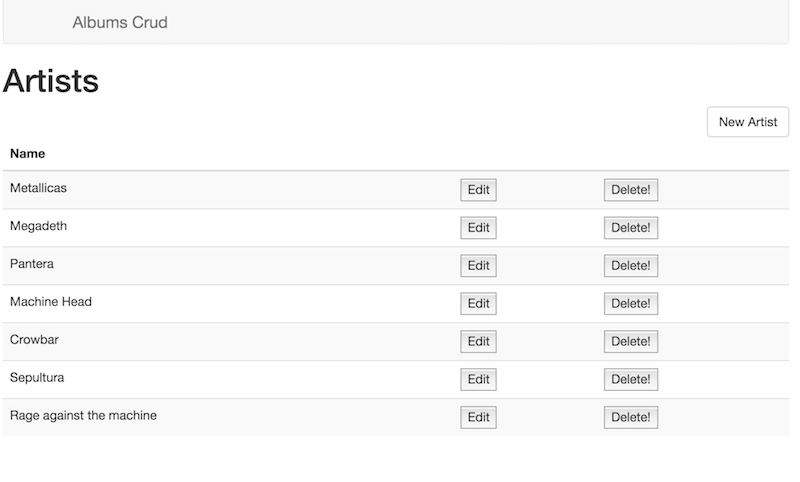 Albums Crud
Artists
New Artist
Name
Metallicas Edit Delete!
Megadeth Edit Delete!
Pantera Edit Delete!
Machine Head Edit Delete!
Crowbar Edit Delete!
Sepultura Edit Delete!
Rage against the machine Edit Delete!